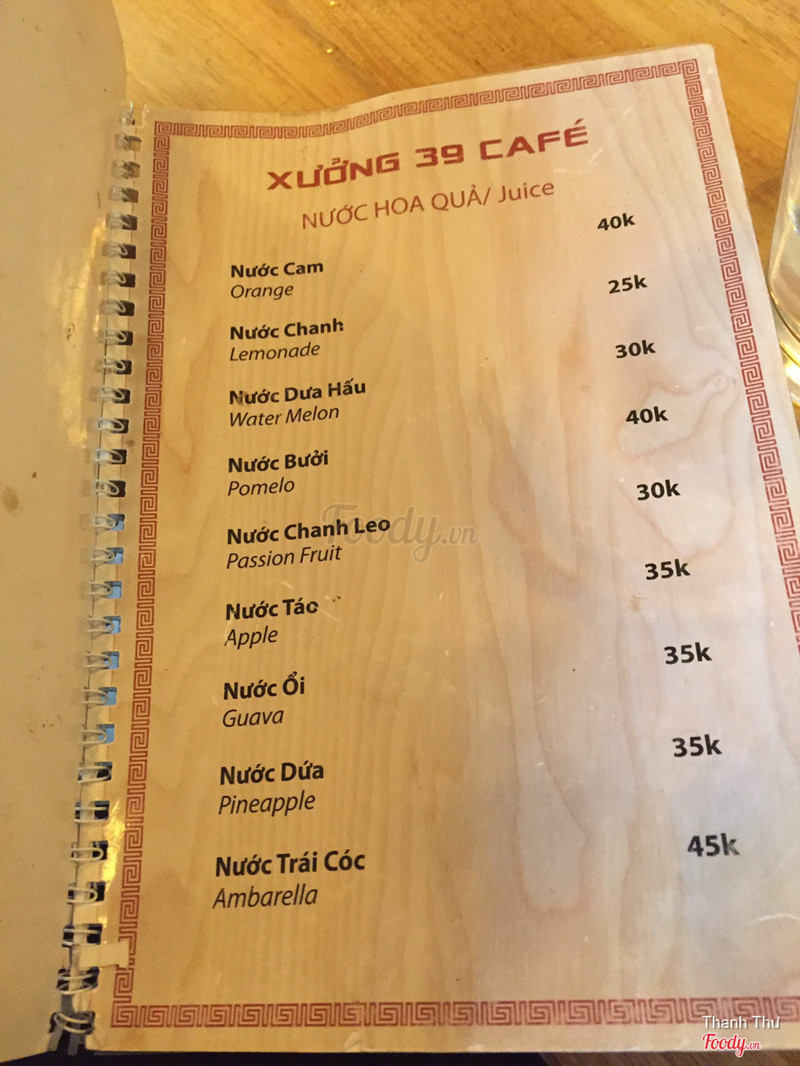 XƯỞNG 39 CAFÉ
NƯỚC HOA QUẢ/ Juice
Nước Cam 40k
Orange
Nước Chanh 25k
Lemonade
Nước Dưa Hấu 30k
Water Melon
Nước Bưởi 40k
Pomelo
Nước Chanh Leo 30k
Passion Fruit
Nước Táo 35k
Apple
Nước Ổi 35k
Guava
Nước Dứa 35k
Pineapple
Nước Trái Cóc 45k
Ambarella
Foody.vn
Thanh Thư
Foody.vn